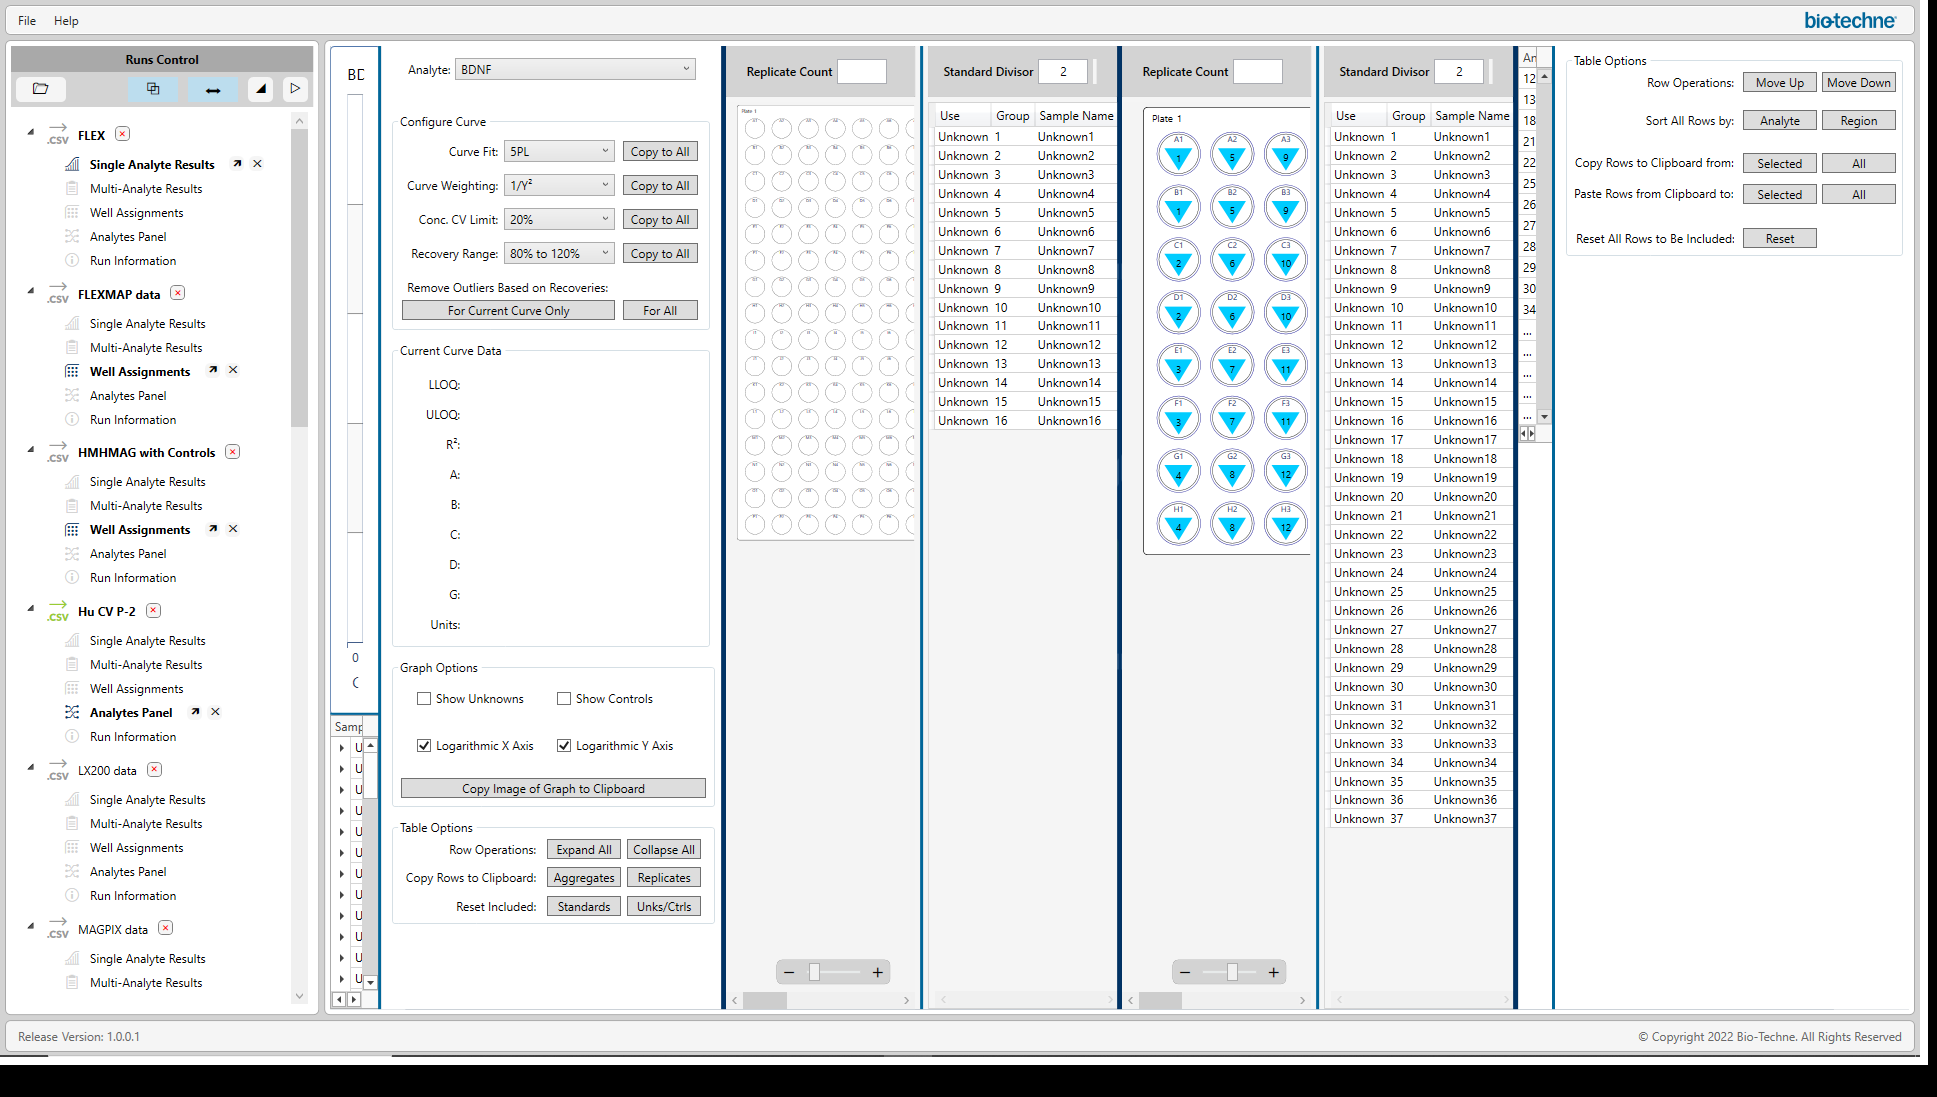 File Help
bio-techne
Runs Control
FLEX
Single Analyte Results
Multi-Analyte Results
Well Assignments
Analytes Panel
Run Information
FLEXMAP data
Single Analyte Results
Multi-Analyte Results
Well Assignments
Analytes Panel
Run Information
HMHMAG with Controls
Single Analyte Results
Multi-Analyte Results
Well Assignments
Analytes Panel
Run Information
Hu CV P-2
Single Analyte Results
Multi-Analyte Results
Well Assignments
Analytes Panel
Run Information
LX200 data
Single Analyte Results
Multi-Analyte Results
Well Assignments
Analytes Panel
Run Information
MAGPIX data
Single Analyte Results
Multi-Analyte Results
.CSV
.CSV
.CSV
.CSV
.CSV
.CSV
0
Samp
Analyte: BDNF
Configure Curve
Curve Fit: 5PL Copy to All
Curve Weighting: 1/Y² Copy to All
Conc. CV Limit: 20% Copy to All
Recovery Range: 80% to 120% Copy to All
Remove Outliers Based on Recoveries:
For Current Curve Only For All
Current Curve Data
LLOQ:
ULOQ:
R²:
A:
B:
C:
D:
G:
Units:
Graph Options
Show Unknowns Show Controls
Logarithmic X Axis Logarithmic Y Axis
Copy Image of Graph to Clipboard
Table Options
Row Operations: Expand All Collapse All
Copy Rows to Clipboard: Aggregates Replicates
Reset Included: Standards Unks/Ctrls
Replicate Count
Plate 1
Standard Divisor 2
Use Group Sample Name
Unknown 1 Unknown1
Unknown 2 Unknown2
Unknown 3 Unknown3
Unknown 4 Unknown4
Unknown 5 Unknown5
Unknown 6 Unknown6
Unknown 7 Unknown7
Unknown 8 Unknown8
Unknown 9 Unknown9
Unknown 10 Unknown10
Unknown 11 Unknown11
Unknown 12 Unknown12
Unknown 13 Unknown13
Unknown 14 Unknown14
Unknown 15 Unknown15
Unknown 16 Unknown16
Replicate Count
Plate 1
A1 A2 A3
1 5 9
B1 B2 B3
1 5 9
C1 C2 C3
2 6 10
D1 D2 D3
2 6 10
E1 E2 E3
3 7 11
F1 F2 F3
3 7 11
G1 G2 G3
4 8 12
H1 H2 H3
4 8 12
Standard Divisor 2
Use Group Sample Name
Unknown 1 Unknown1
Unknown 2 Unknown2
Unknown 3 Unknown3
Unknown 4 Unknown4
Unknown 5 Unknown5
Unknown 6 Unknown6
Unknown 7 Unknown7
Unknown 8 Unknown8
Unknown 9 Unknown9
Unknown 10 Unknown10
Unknown 11 Unknown11
Unknown 12 Unknown12
Unknown 13 Unknown13
Unknown 14 Unknown14
Unknown 15 Unknown15
Unknown 16 Unknown16
Unknown 17 Unknown17
Unknown 18 Unknown18
Unknown 19 Unknown19
Unknown 20 Unknown20
Unknown 21 Unknown21
Unknown 22 Unknown22
Unknown 23 Unknown23
Unknown 24 Unknown24
Unknown 25 Unknown25
Unknown 26 Unknown26
Unknown 27 Unknown27
Unknown 28 Unknown28
Unknown 29 Unknown29
Unknown 30 Unknown30
Unknown 31 Unknown31
Unknown 32 Unknown32
Unknown 33 Unknown33
Unknown 34 Unknown34
Unknown 35 Unknown35
Unknown 36 Unknown36
Unknown 37 Unknown37
An
12
13
18
21
22
25
26
27
28
29
30
34
...
...
...
...
...
Table Options
Row Operations: Move Up Move Down
Sort All Rows by: Analyte Region
Copy Rows to Clipboard from: Selected All
Paste Rows from Clipboard to: Selected All
Reset All Rows to Be Included: Reset
Release Version: 1.0.0.1
© Copyright 2022 Bio-Techne. All Rights Reserved